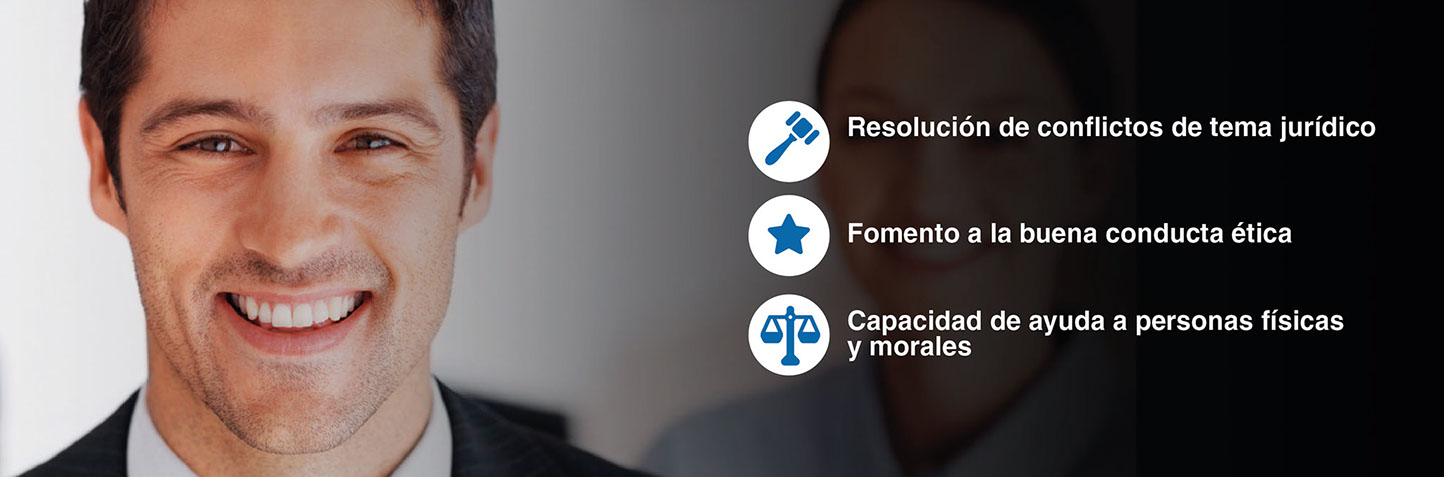 Resolución de conflictos de tema jurídico
Fomento a la buena conducta ética
Capacidad de ayuda a personas físicas
y morales